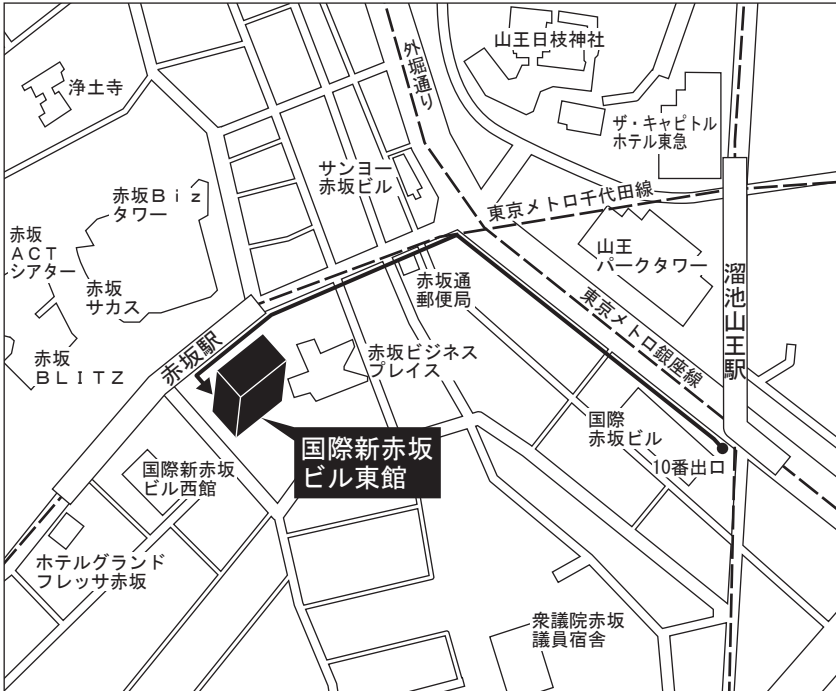 山王日枝神社
外堀通り
浄土寺
ザ・キャピトル
ホテル東急
サンヨー
赤坂ビル
赤坂Ｂｉｚ
タワー
東京メトロ千代田線
赤坂
ＡＣＴ
シアター
山王
パークタワー
溜池山王駅
赤坂
サカス
赤坂通
郵便局
東京メトロ銀座線
赤坂駅
赤坂
ＢＬＩＴＺ
赤坂ビジネス
プレイス
国際
赤坂ビル
国際新赤坂
ビル東館
10番出口
国際新赤坂
ビル西館
ホテルグランド
フレッサ赤坂
衆議院赤坂
議員宿舎